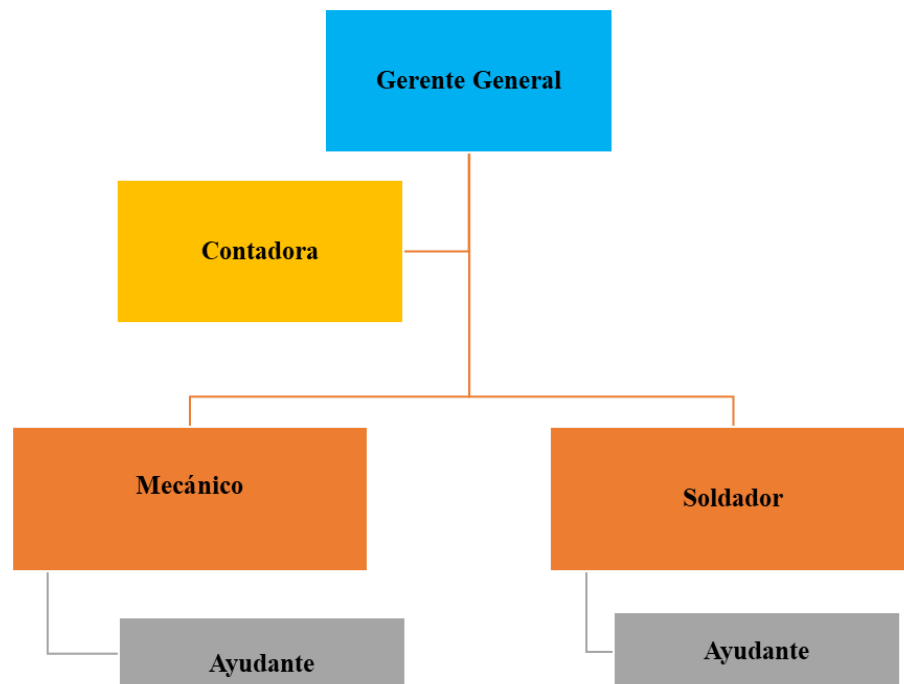 Gerente General
Contadora
Mecánico
Soldador
Ayudante
Ayudante